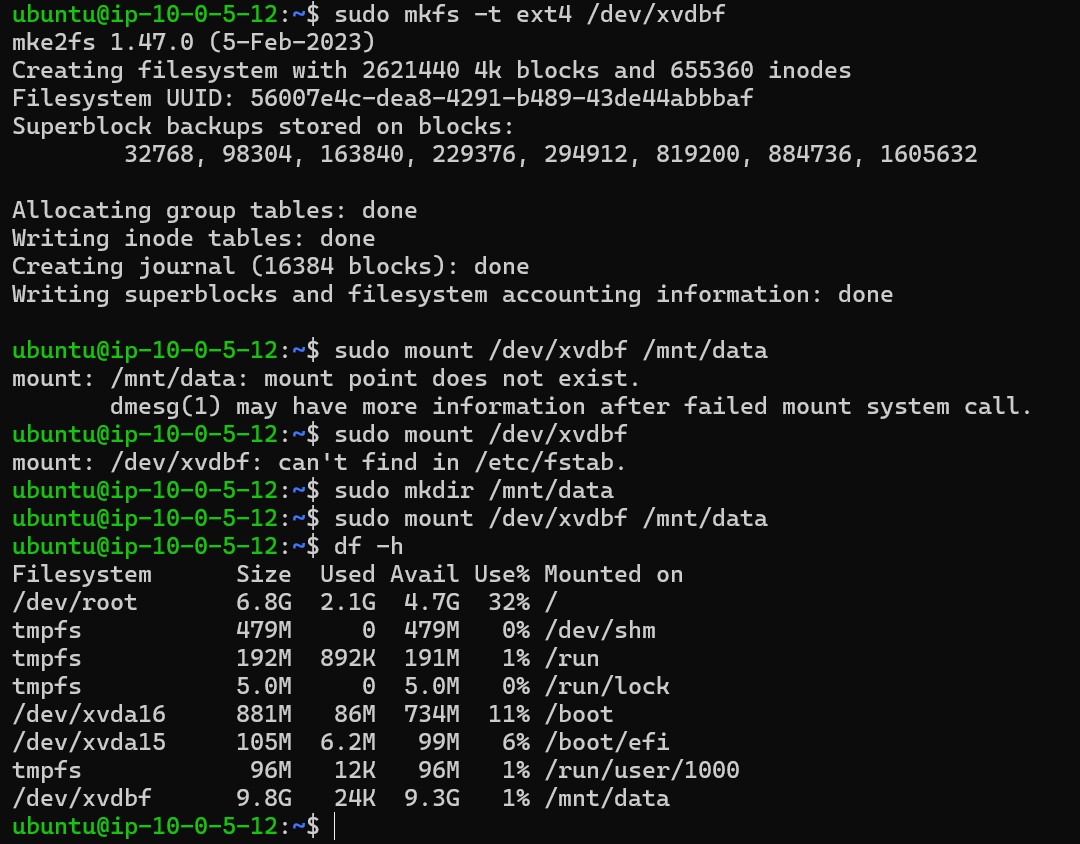 ubuntu@ip-10-0-5-12:~$ sudo mkfs -t ext4 /dev/xvdbf
mke2fs 1.47.0 (5-Feb-2023)
Creating filesystem with 2621440 4k blocks and 655360 inodes
Filesystem UUID: 56007e4c-dea8-4291-b489-43de44abbbaf
Superblock backups stored on blocks:
        32768, 98304, 163840, 229376, 294912, 819200, 884736, 1605632

Allocating group tables: done
Writing inode tables: done
Creating journal (16384 blocks): done
Writing superblocks and filesystem accounting information: done

ubuntu@ip-10-0-5-12:~$ sudo mount /dev/xvdbf /mnt/data
mount: /mnt/data: mount point does not exist.
       dmesg(1) may have more information after failed mount system call.
ubuntu@ip-10-0-5-12:~$ sudo mount /dev/xvdbf
mount: /dev/xvdbf: can't find in /etc/fstab.
ubuntu@ip-10-0-5-12:~$ sudo mkdir /mnt/data
ubuntu@ip-10-0-5-12:~$ sudo mount /dev/xvdbf /mnt/data
ubuntu@ip-10-0-5-12:~$ df -h
Filesystem      Size  Used Avail Use% Mounted on
/dev/root       6.8G  2.1G  4.7G  32% /
tmpfs           479M     0  479M   0% /dev/shm
tmpfs           192M  892K  191M   1% /run
tmpfs           5.0M     0  5.0M   0% /run/lock
/dev/xvda16     881M   86M  734M  11% /boot
/dev/xvda15     105M  6.2M   99M   6% /boot/efi
tmpfs            96M   12K   96M   1% /run/user/1000
/dev/xvdbf      9.8G   24K  9.3G   1% /mnt/data
ubuntu@ip-10-0-5-12:~$